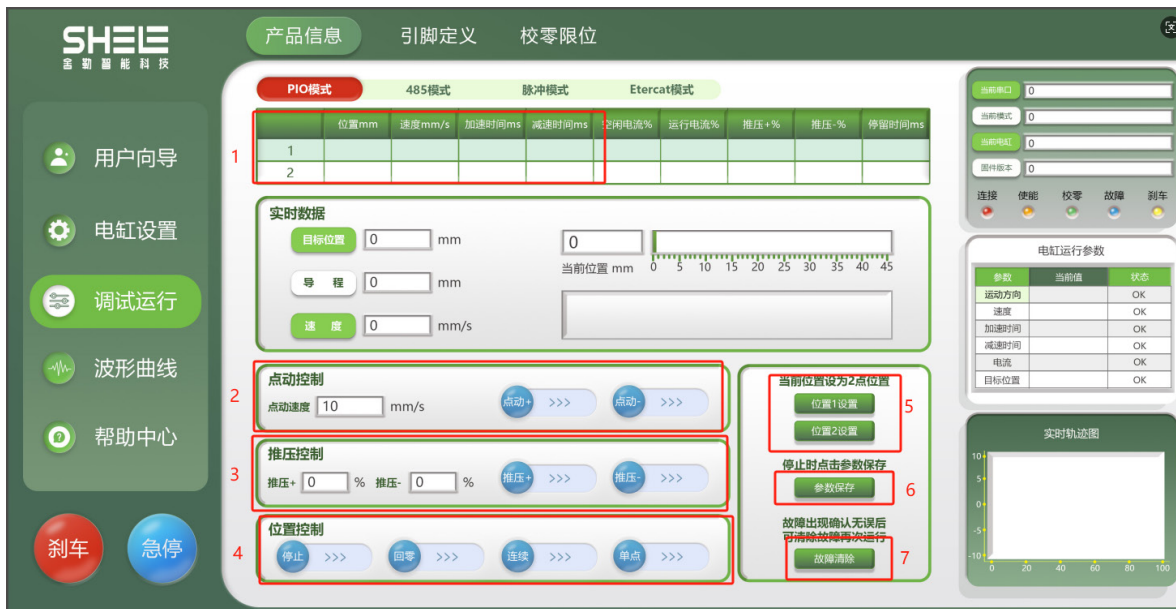 SHELE
舍勤智能科技
产品信息 引脚定义 校零限位
用户向导
电缸设置
调试运行
波形曲线
帮助中心
刹车 急停
PIO模式 485模式 脉冲模式 Etercat模式
位置mm 速度mm/s 加速时间ms 减速时间ms 空闲电流% 运行电流% 推压+% 推压-% 停留时间ms
1
1
2
实时数据
目标位置 0 mm
导 程 0 mm
速 度 0 mm/s
0
当前位置 mm 0 5 10 15 20 25 30 35 40 45
2
点动控制
点动速度 10 mm/s 点动+ >>> 点动- >>>
3
推压控制
推压+ 0 % 推压- 0 % 推压+ >>> 推压- >>>
4
位置控制
停止 >>> 回零 >>> 连续 >>> 单点 >>>
当前位置设为2点位置
位置1设置
5
位置2设置
停止时点击参数保存
参数保存 6
故障出现确认无误后
可清除故障再次运行
故障清除 7
当前串口 0
当前模式 0
当前电缸 0
固件版本 0
连接 使能 校零 故障 刹车
电缸运行参数
参数 当前值 状态
运动方向 OK
速度 OK
加速时间 OK
减速时间 OK
电流 OK
目标位置 OK
实时轨迹图
10
5
0
-5
-10
0 20 40 60 80 100